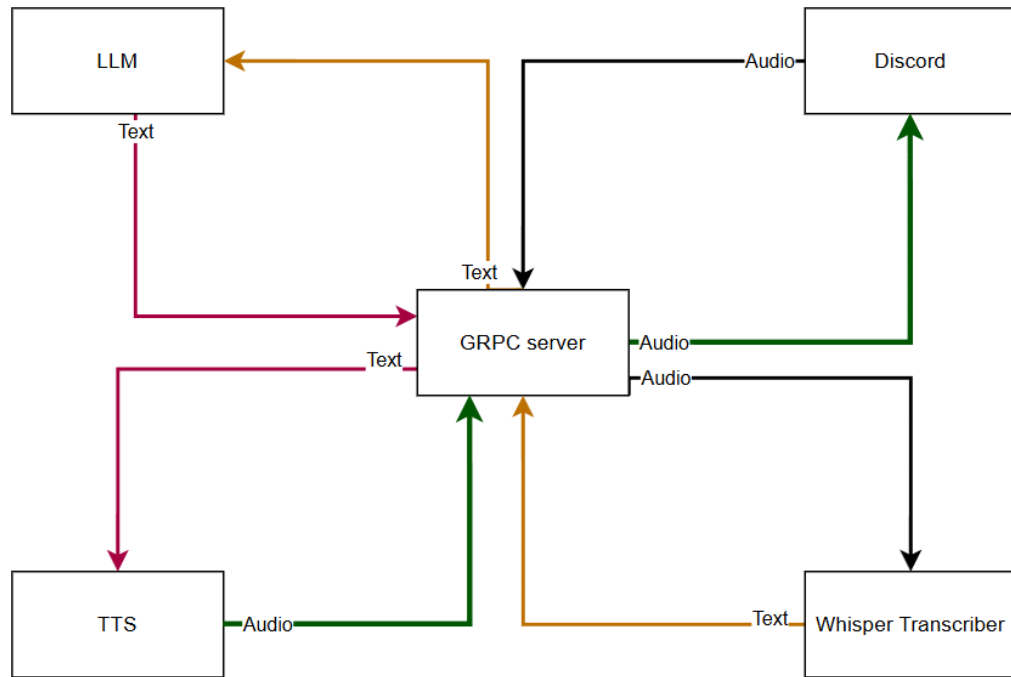 LLM
Audio
Discord
Text
Text
GRPC server
Audio
Text
Audio
TTS
Audio
Text
Whisper Transcriber